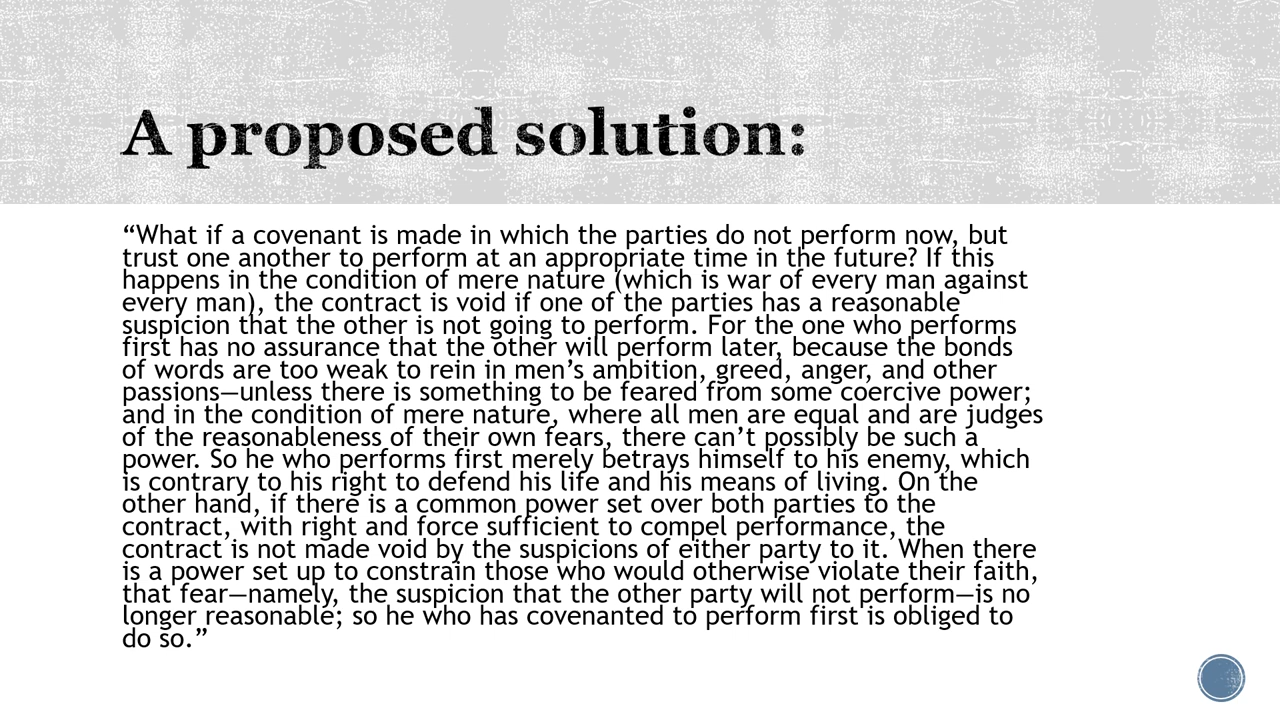 A proposed solution:
“What if a covenant is made in which the parties do not perform now, but
trust one another to perform at an appropriate time in the future? If this
happens in the condition of mere nature (which is war of every man against
every man), the contract is void if one of the parties has a reasonable
suspicion that the other is not going to perform. For the one who performs
first has no assurance that the other will perform later, because the bonds
of words are too weak to rein in men’s ambition, greed, anger, and other
passions—unless there is something to be feared from some coercive power;
and in the condition of mere nature, where all men are equal and are judges
of the reasonableness of their own fears, there can’t possibly be such a
power. So he who performs first merely betrays himself to his enemy, which
is contrary to his right to defend his life and his means of living. On the
other hand, if there is a common power set over both parties to the
contract, with right and force sufficient to compel performance, the
contract is not made void by the suspicions of either party to it. When there
is a power set up to constrain those who would otherwise violate their faith,
that fear—namely, the suspicion that the other party will not perform—is no
longer reasonable; so he who has covenanted to perform first is obliged to
do so.”